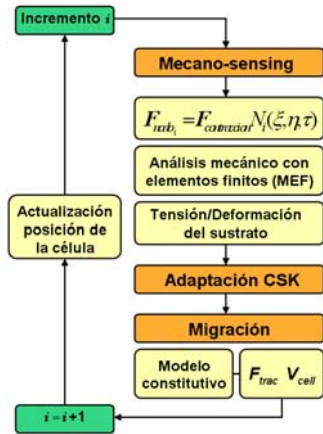 Incremento i
Mecano-sensing
F_nodo_i = F_contraccion N_i(ξ,η,τ)
Análisis mecánico con
elementos finitos (MEF)
Tensión/Deformación
del sustrato
Actualización
posición de
la célula
Adaptación CSK
Migración
Modelo
constitutivo
F_trac V_cell
i = i+1